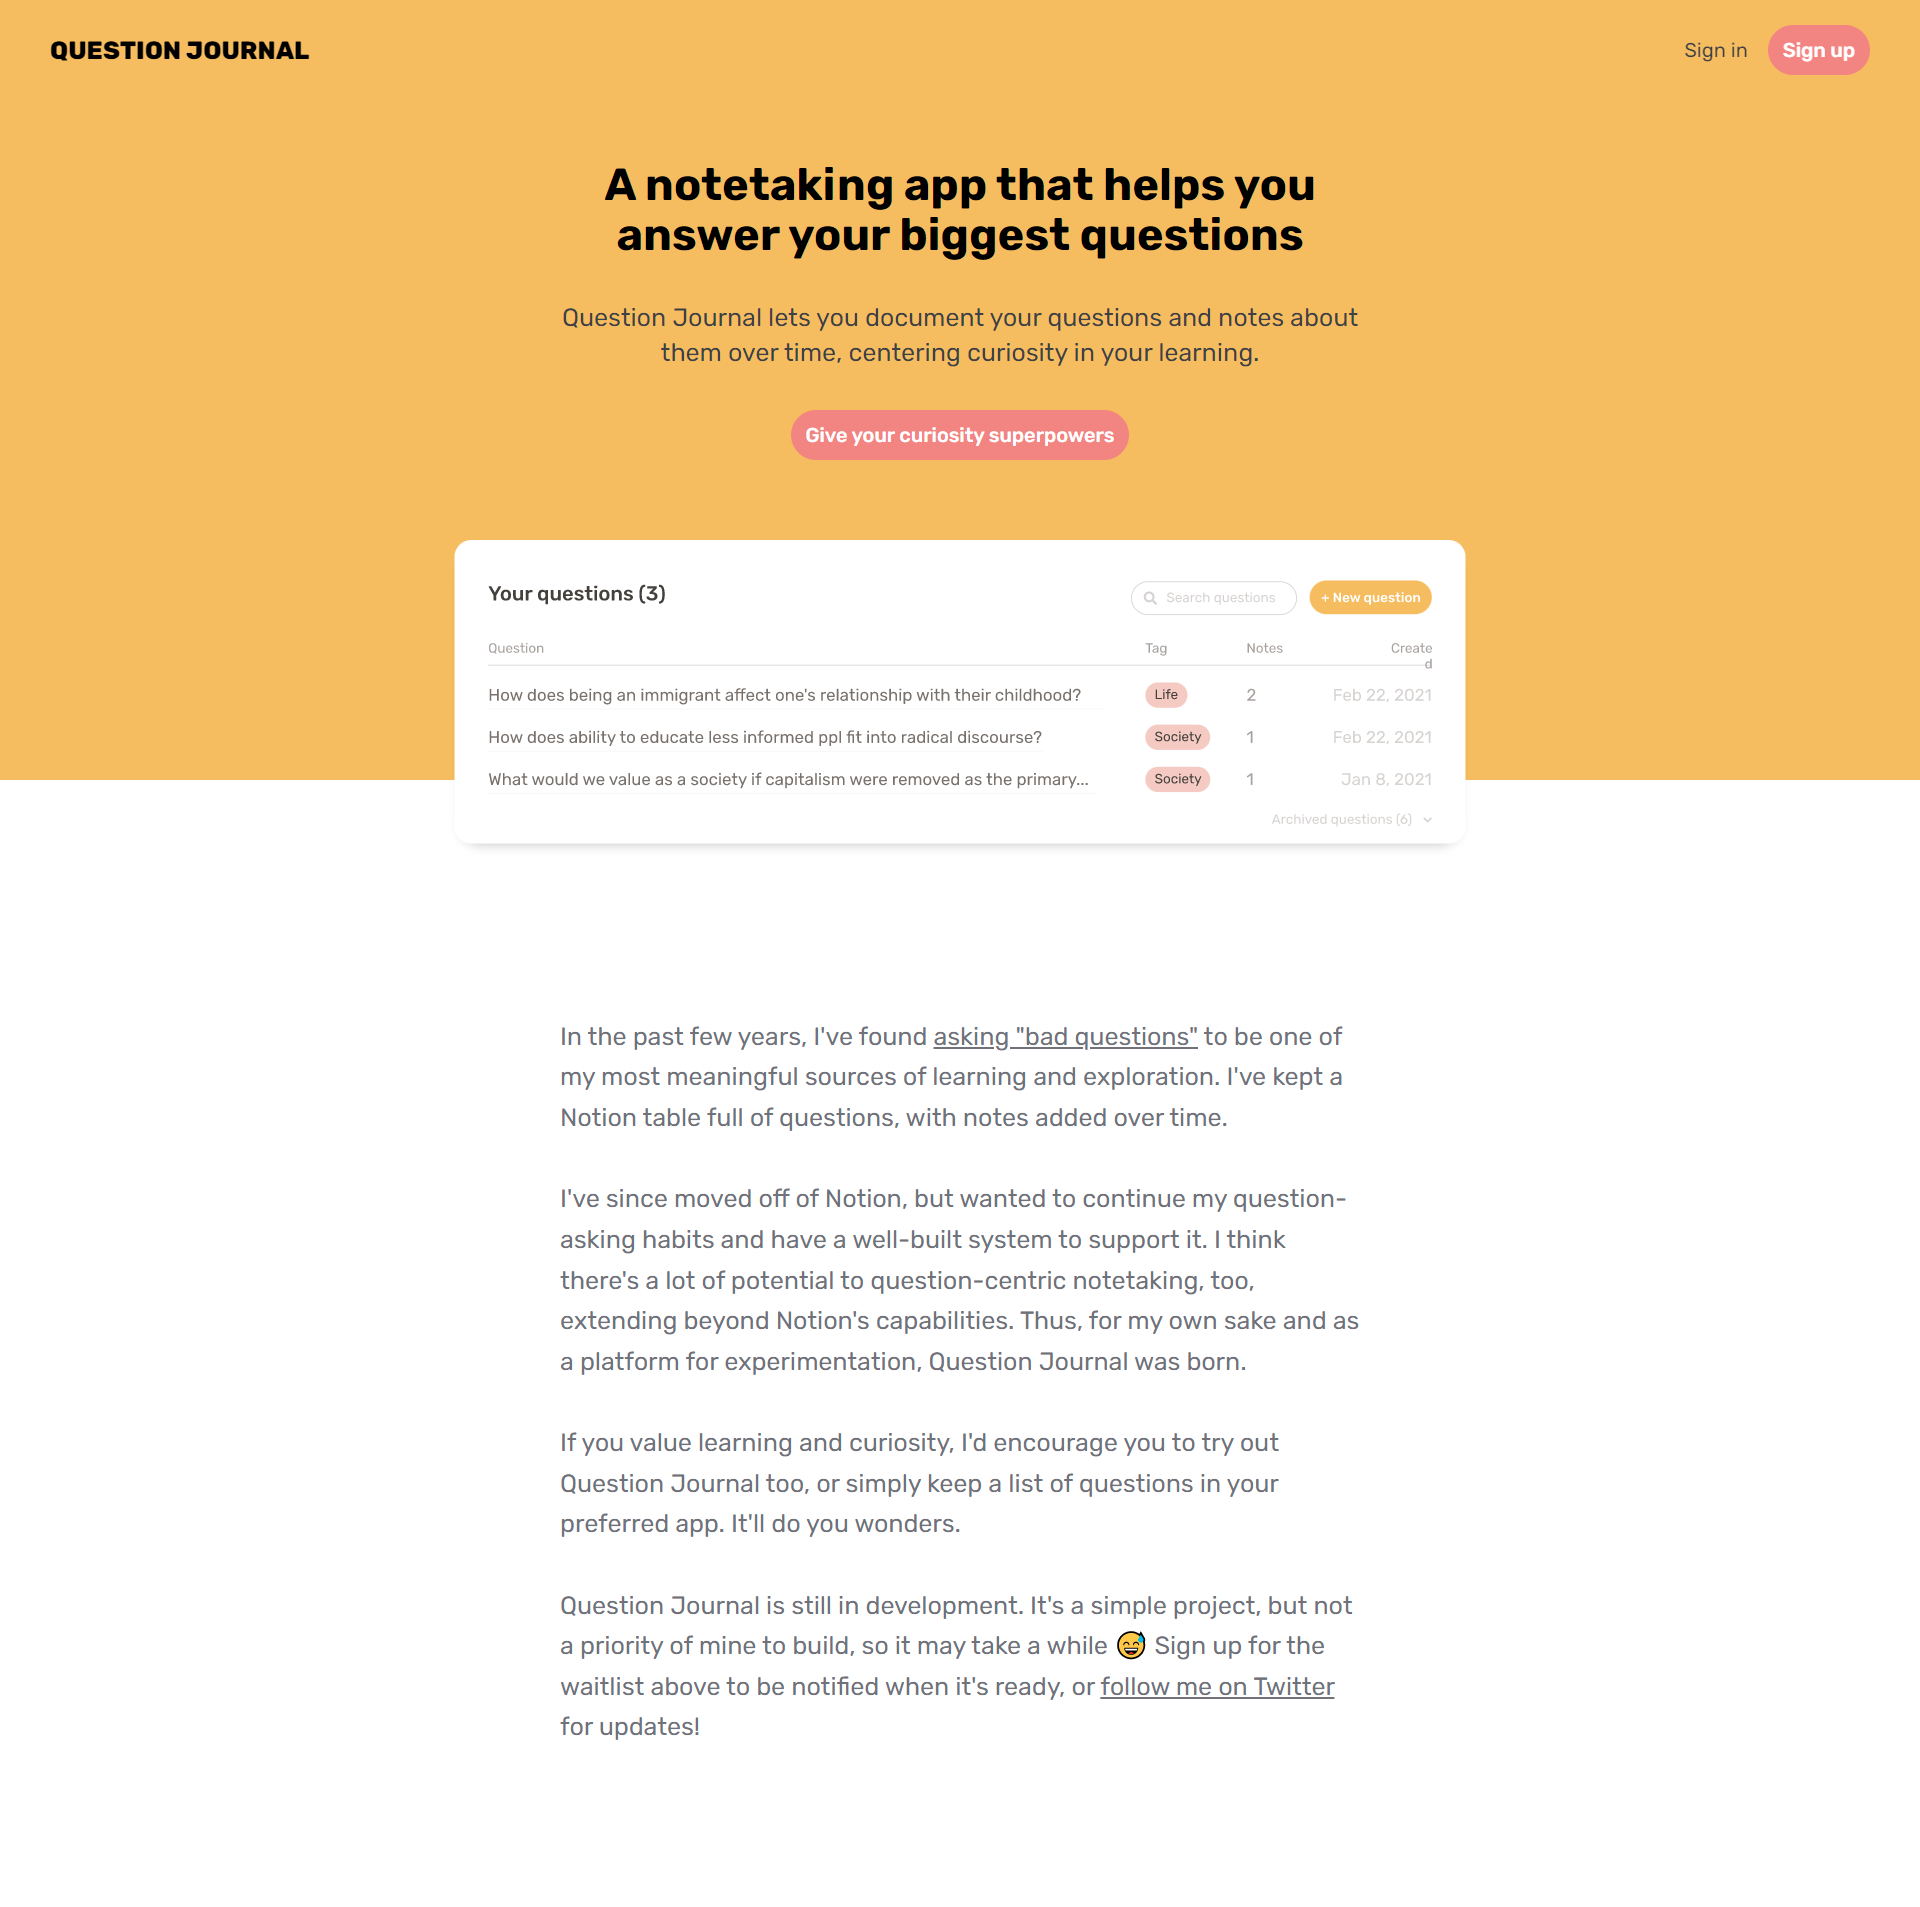 QUESTION JOURNAL
Sign in
Sign up
A notetaking app that helps you
answer your biggest questions
Question Journal lets you document your questions and notes about
them over time, centering curiosity in your learning.
Give your curiosity superpowers
Your questions (3)
Search questions
+ New question
Question Tag Notes Create
d
How does being an immigrant affect one's relationship with their childhood? Life 2 Feb 22, 2021
How does ability to educate less informed ppl fit into radical discourse? Society 1 Feb 22, 2021
What would we value as a society if capitalism were removed as the primary... Society 1 Jan 8, 2021
Archived questions (6)
In the past few years, I've found asking "bad questions" to be one of
my most meaningful sources of learning and exploration. I've kept a
Notion table full of questions, with notes added over time.
I've since moved off of Notion, but wanted to continue my question-
asking habits and have a well-built system to support it. I think
there's a lot of potential to question-centric notetaking, too,
extending beyond Notion's capabilities. Thus, for my own sake and as
a platform for experimentation, Question Journal was born.
If you value learning and curiosity, I'd encourage you to try out
Question Journal too, or simply keep a list of questions in your
preferred app. It'll do you wonders.
Question Journal is still in development. It's a simple project, but not
a priority of mine to build, so it may take a while 😅 Sign up for the
waitlist above to be notified when it's ready, or follow me on Twitter
for updates!